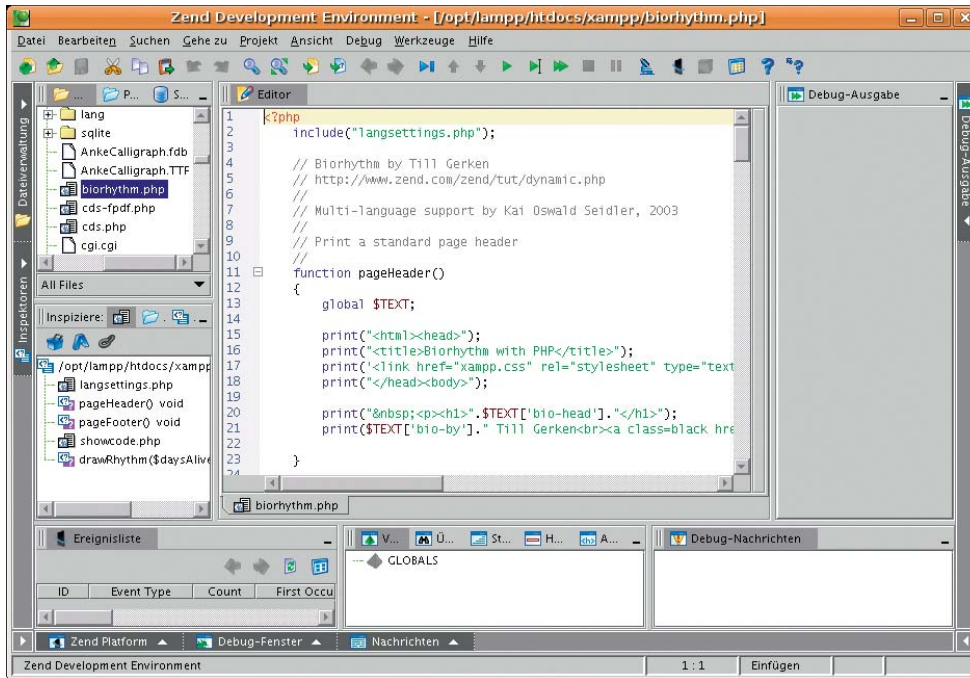 Zend Development Environment - [/opt/lampp/htdocs/xampp/biorhythm.php]
Datei Bearbeiten Suchen Gehe zu Projekt Ansicht Debug Werkzeuge Hilfe
... P... S...
lang
sqlite
AnkeCalligraph.fdb
AnkeCalligraph.TTF
biorhythm.php
cds-fpdf.php
cds.php
cgi.cgi
All Files
Dateiverwaltung
Inspektoren
Inspiziere:
/opt/lampp/htdocs/xampp
langsettings.php
pageHeader() void
pageFooter() void
showcode.php
drawRhythm($daysAlive
Editor
1 <?php
2 include("langsettings.php");
3
4 // Biorhythm by Till Gerken
5 // http://www.zend.com/zend/tut/dynamic.php
6 //
7 // Multi-language support by Kai Oswald Seidler, 2003
8 //
9 // Print a standard page header
10 //
11 function pageHeader()
12 {
13 global $TEXT;
14
15 print("<html><head>");
16 print("<title>Biorhythm with PHP</title>");
17 print('<link href="xampp.css" rel="stylesheet" type="text
18 print("</head><body>");
19
20 print("&nbsp;<p><h1>".$TEXT['bio-head']."</h1>");
21 print($TEXT['bio-by']." Till Gerken<br><a class=black hre
22
23 }
24
biorhythm.php
Debug-Ausgabe
Debug-Ausgabe
Ereignisliste
ID Event Type Count First Occu
V... Ü... St... H... A...
GLOBALS
Debug-Nachrichten
Zend Platform Debug-Fenster Nachrichten
Zend Development Environment 1:1 Einfügen